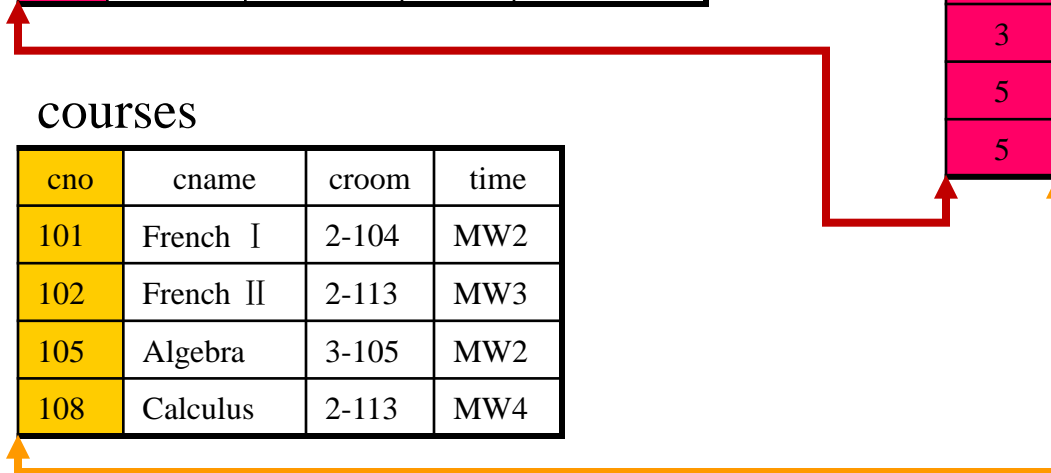 3
5
5
courses
cno cname croom time
101 French Ⅰ 2-104 MW2
102 French Ⅱ 2-113 MW3
105 Algebra 3-105 MW2
108 Calculus 2-113 MW4